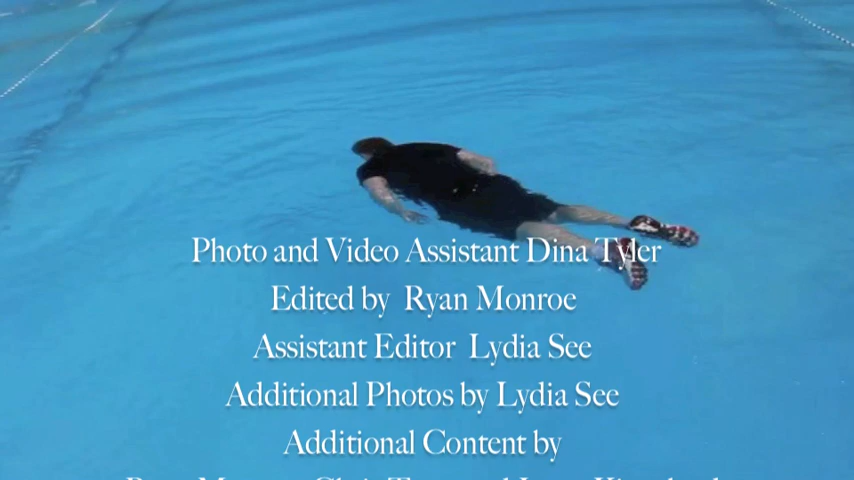 Photo and Video Assistant Dina Tyler
Edited by Ryan Monroe
Assistant Editor Lydia See
Additional Photos by Lydia See
Additional Content by